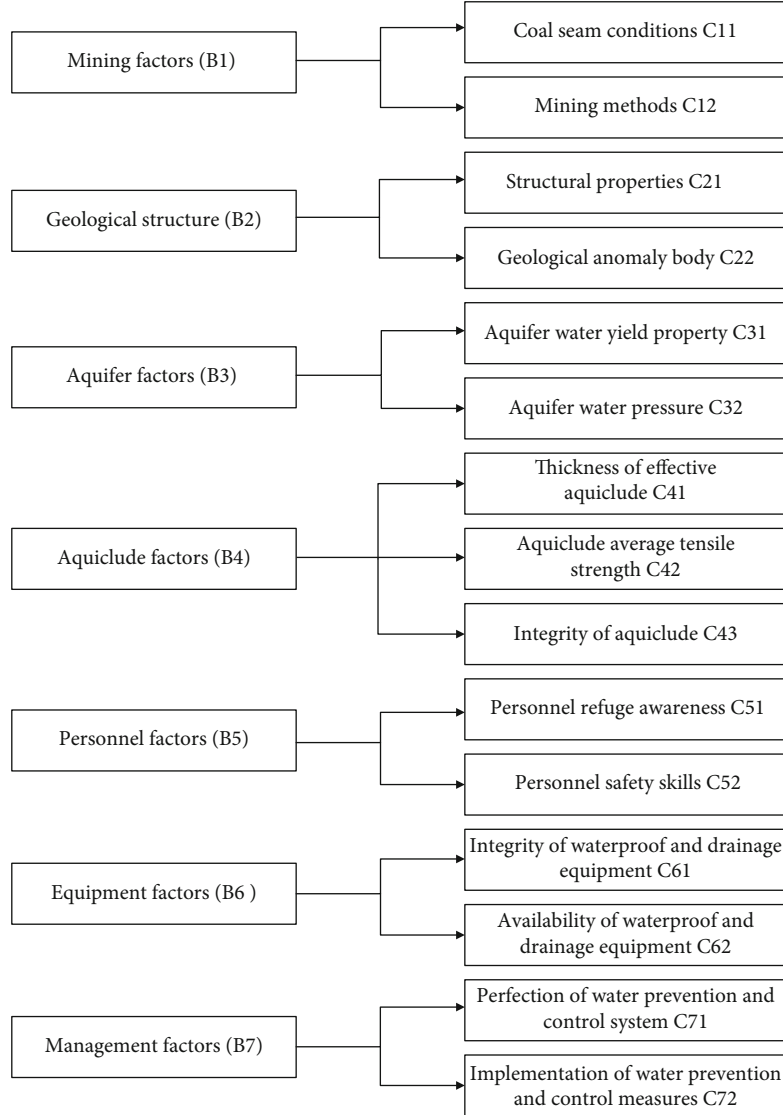 Mining factors (B1)
Coal seam conditions C11
Mining methods C12
Geological structure (B2)
Structural properties C21
Geological anomaly body C22
Aquifer factors (B3)
Aquifer water yield property C31
Aquifer water pressure C32
Aquiclude factors (B4)
Thickness of effective
aquiclude C41
Aquiclude average tensile
strength C42
Integrity of aquiclude C43
Personnel factors (B5)
Personnel refuge awareness C51
Personnel safety skills C52
Equipment factors (B6 )
Integrity of waterproof and drainage
equipment C61
Availability of waterproof and
drainage equipment C62
Management factors (B7)
Perfection of water prevention and
control system C71
Implementation of water prevention
and control measures C72